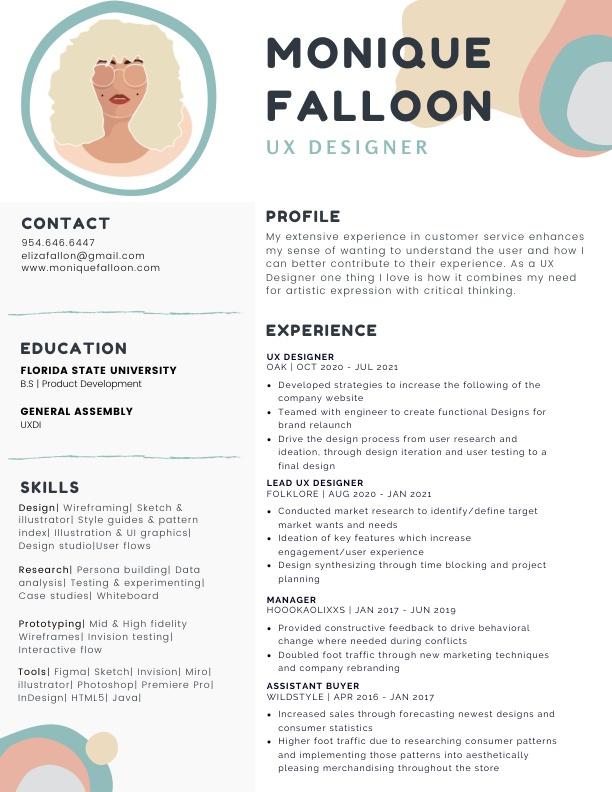 MONIQUE
FALLOON
UX DESIGNER
CONTACT
954.646.6447
elizafallon@gmail.com
www.moniquefalloon.com
EDUCATION
FLORIDA STATE UNIVERSITY
B.S | Product Development
GENERAL ASSEMBLY
UXDI
SKILLS
Design| Wireframing| Sketch &
illustrator| Style guides & pattern
index| Illustration & UI graphics|
Design studio|User flows
Research| Persona building| Data
analysis| Testing & experimenting|
Case studies| Whiteboard
Prototyping| Mid & High fidelity
Wireframes| Invision testing|
Interactive flow
Tools| Figma| Sketch| Invision| Miro|
illustrator| Photoshop| Premiere Pro|
InDesign| HTML5| Java|
PROFILE
My extensive experience in customer service enhances
my sense of wanting to understand the user and how I
can better contribute to their experience. As a UX
Designer one thing I love is how it combines my need
for artistic expression with critical thinking.
EXPERIENCE
UX DESIGNER
OAK | OCT 2020 - JUL 2021
• Developed strategies to increase the following of the
company website
• Teamed with engineer to create functional Designs for
brand relaunch
• Drive the design process from user research and
ideation, through design iteration and user testing to a
final design
LEAD UX DESIGNER
FOLKLORE | AUG 2020 - JAN 2021
• Conducted market research to identify/define target
market wants and needs
• Ideation of key features which increase
engagement/user experience
• Design synthesizing through time blocking and project
planning
MANAGER
HOOOKAOLIXXS | JAN 2017 - JUN 2019
• Provided constructive feedback to drive behavioral
change where needed during conflicts
• Doubled foot traffic through new marketing techniques
and company rebranding
ASSISTANT BUYER
WILDSTYLE | APR 2016 - JAN 2017
• Increased sales through forecasting newest designs and
consumer statistics
• Higher foot traffic due to researching consumer patterns
and implementing those patterns into aesthetically
pleasing merchandising throughout the store